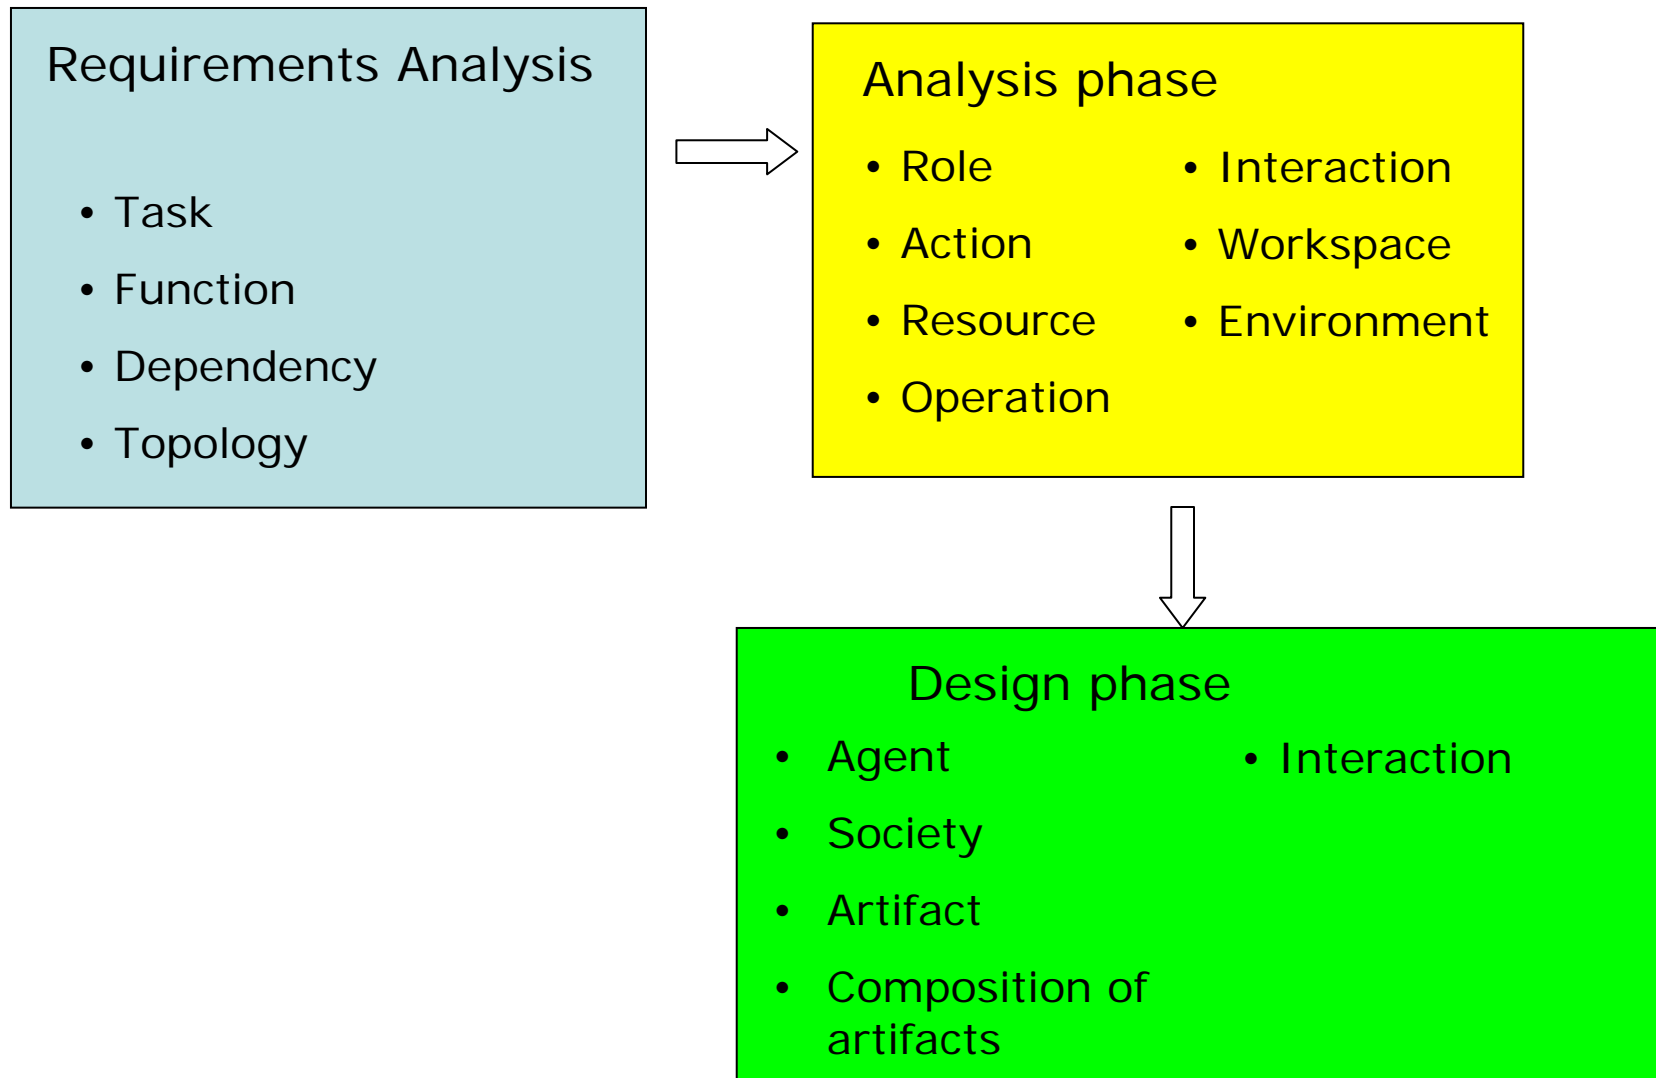 Requirements Analysis
• Task
• Function
• Dependency
• Topology
Analysis phase
• Role
• Action
• Resource
• Operation
• Interaction
• Workspace
• Environment
Design phase
• Agent
• Society
• Artifact
• Composition of
artifacts
• Interaction